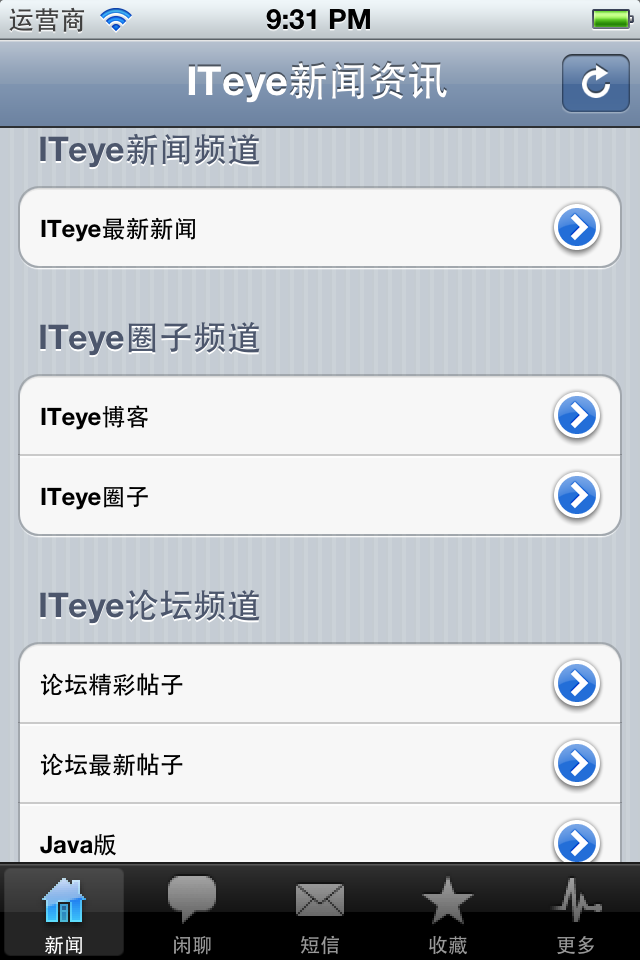 运营商 9:31 PM
ITeye新闻资讯
ITeye新闻频道
ITeye最新新闻
ITeye圈子频道
ITeye博客
ITeye圈子
ITeye论坛频道
论坛精彩帖子
论坛最新帖子
Java版
新闻 闲聊 短信 收藏 更多